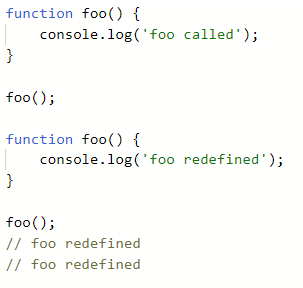 function foo() {
    console.log('foo called');
}

foo();

function foo() {
    console.log('foo redefined');
}

foo();
// foo redefined
// foo redefined